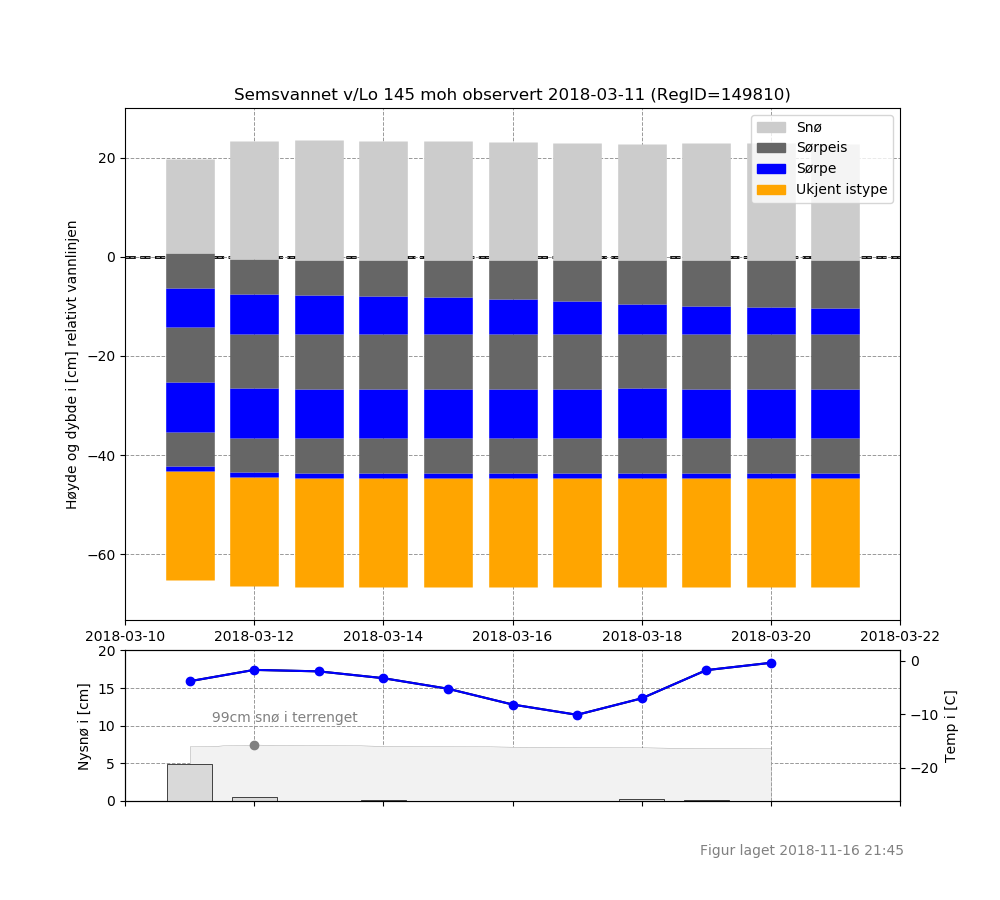 Semsvannet v/Lo 145 moh observert 2018-03-11 (RegID=149810)
Snø
Sørpeis
Sørpe
Ukjent istype
Høyde og dybde i [cm] relativt vannlinjen
20
0
−20
−40
−60
2018-03-10 2018-03-12 2018-03-14 2018-03-16 2018-03-18 2018-03-20 2018-03-22
Nysnø i [cm]
20
15
10
5
0
99cm snø i terrenget
0
−10
−20
Temp i [C]
Figur laget 2018-11-16 21:45